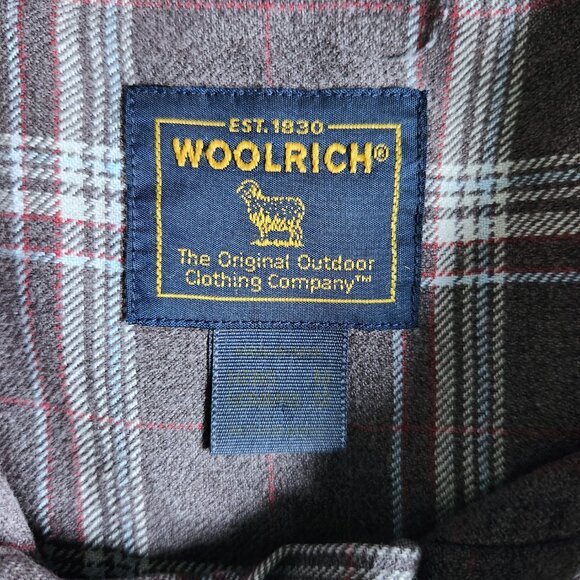 EST. 1830
WOOLRICH®
The Original Outdoor
Clothing Company™